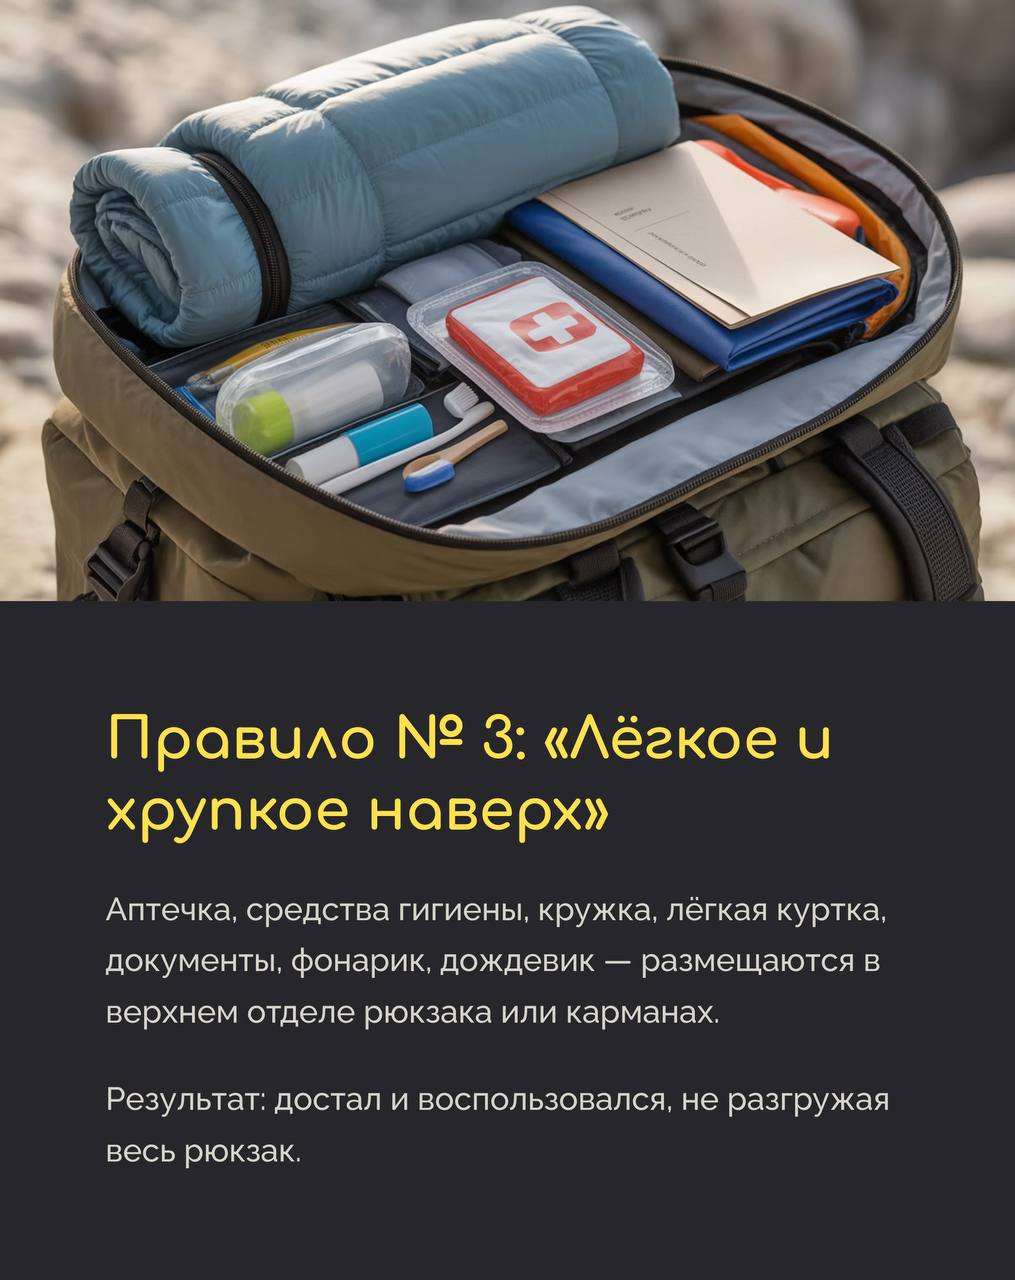 Правило № 3: «Лёгкое и
хрупкое наверх»
Аптечка, средства гигиены, кружка, лёгкая куртка,
документы, фонарик, дождевик — размещаются в
верхнем отделе рюкзака или карманах.
Результат: достал и воспользовался, не разгружая
весь рюкзак.